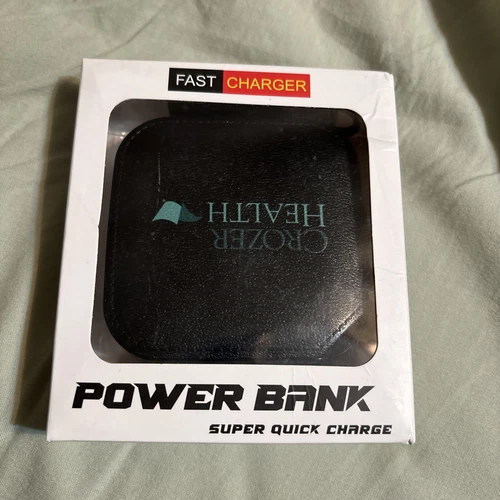 FAST CHARGER
CROZER
HEALTH
POWER BANK
SUPER QUICK CHARGE